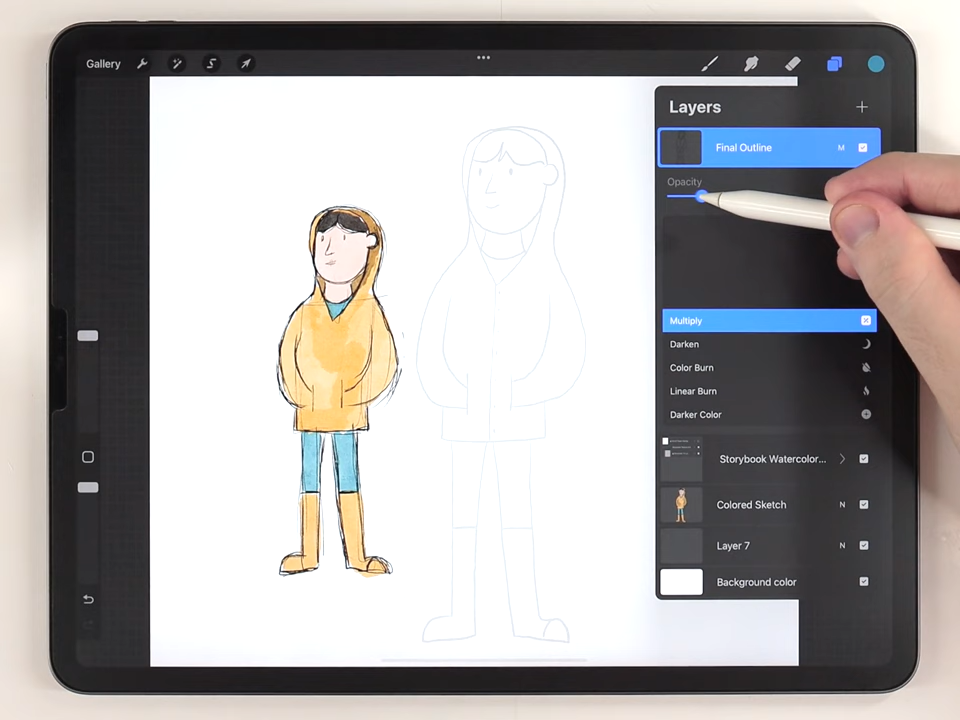 Gallery
Layers
Final Outline M
Opacity
Multiply
Darken
Color Burn
Linear Burn
Darker Color
Storybook Watercolor...
Colored Sketch N
Layer 7 N
Background color